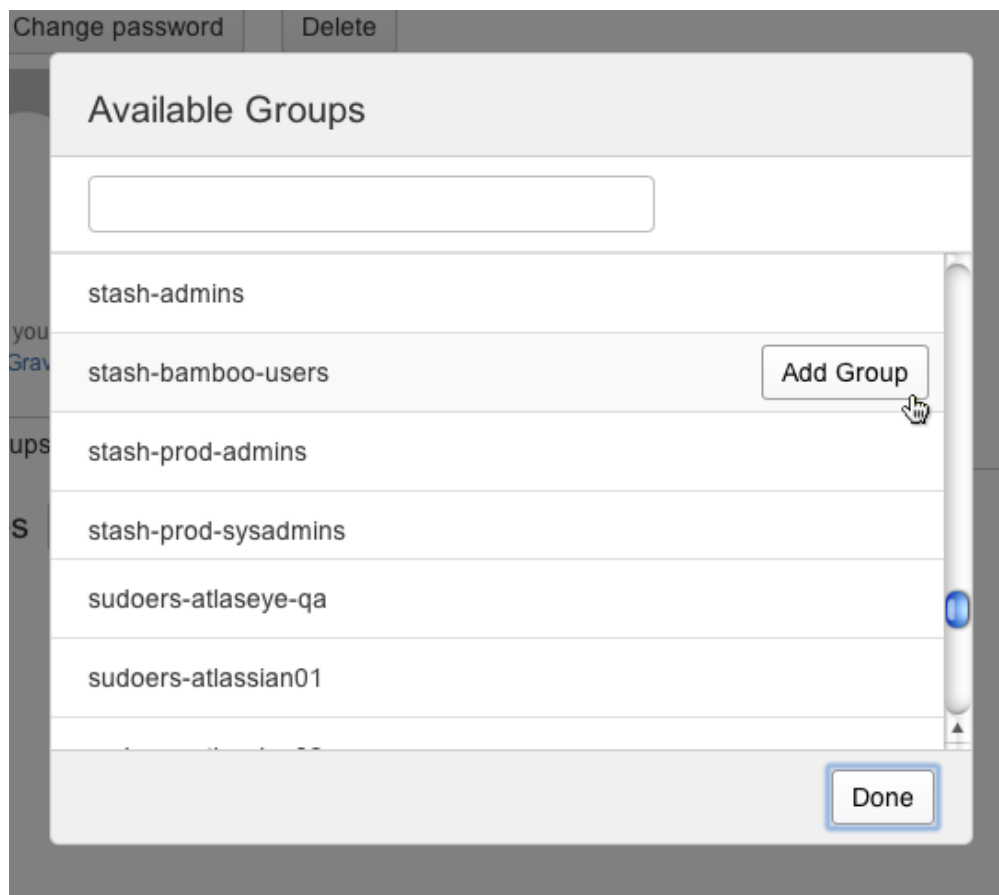 Change password Delete
Available Groups
stash-admins
you
Grav
stash-bamboo-users Add Group
ups
stash-prod-admins
s
stash-prod-sysadmins
sudoers-atlaseye-qa
sudoers-atlassian01
Done